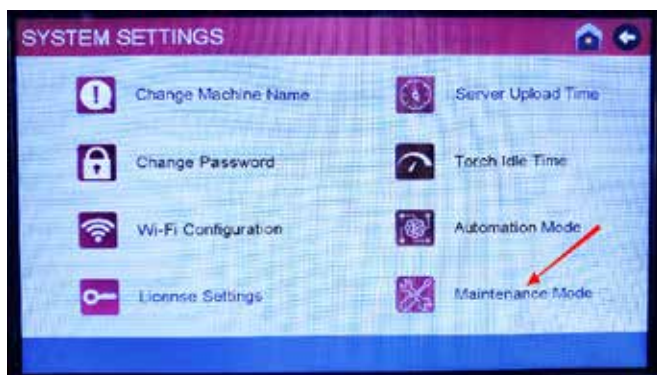 SYSTEM SETTINGS
Change Machine Name
Server Upload Time
Change Password
Torch Idle Time
Wi-Fi Configuration
Automation Mode
License Settings
Maintenance Mode